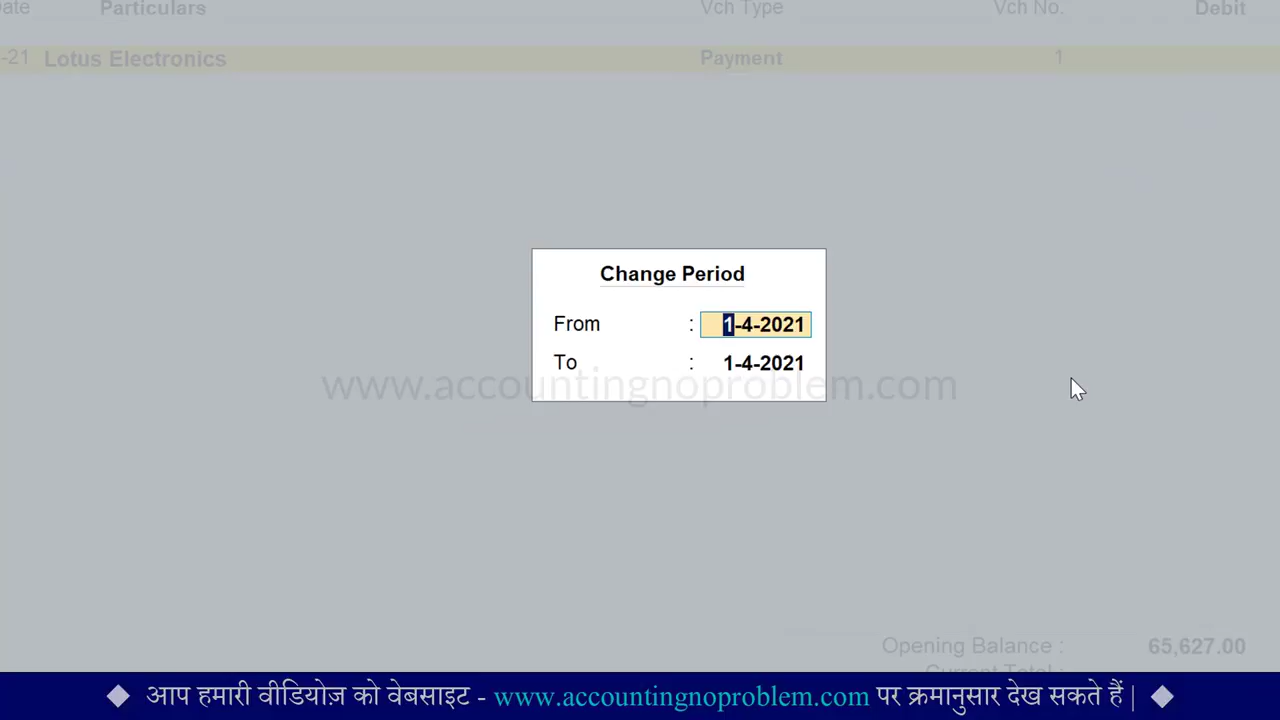 Date Particulars Vch Type Vch No. Debit
-21 Lotus Electronics Payment 1
Change Period
From : 1-4-2021
To : 1-4-2021
www.accountingnoproblem.com
Opening Balance : 65,627.00
Current Total :
◆ आप हमारी वीडियोज़ को वेबसाइट - www.accountingnoproblem.com पर क्रमानुसार देख सकते हैं | ◆